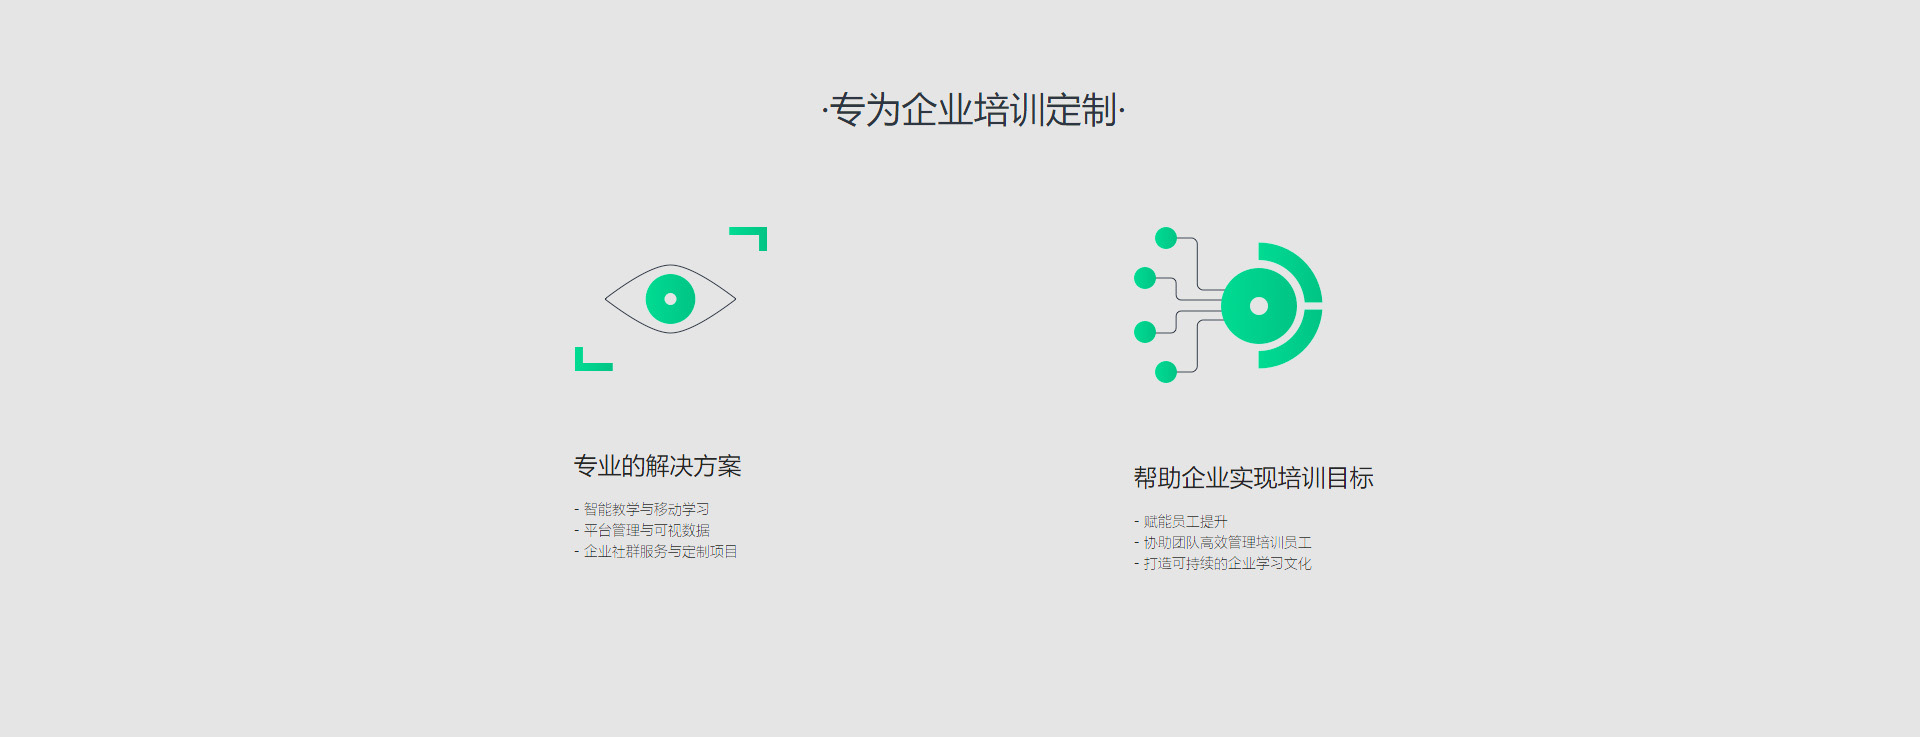 ·专为企业培训定制·
专业的解决方案
- 智能教学与移动学习
- 平台管理与可视数据
- 企业社群服务与定制项目
帮助企业实现培训目标
- 赋能员工提升
- 协助团队高效管理培训员工
- 打造可持续的企业学习文化